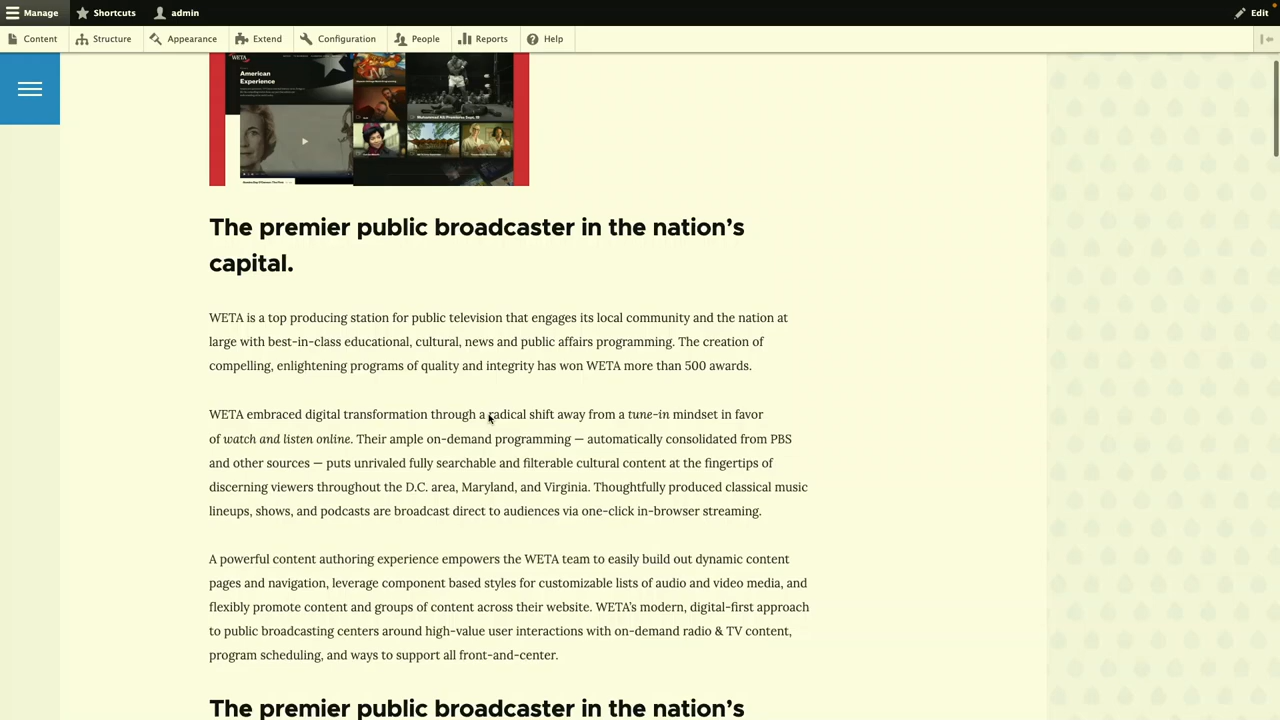 Manage Shortcuts admin Edit
Content Structure Appearance Extend Configuration People Reports Help
WETA
American
Experience
Muhammad Ali Premieres Sept. 19
The premier public broadcaster in the nation’s
capital.
WETA is a top producing station for public television that engages its local community and the nation at
large with best-in-class educational, cultural, news and public affairs programming. The creation of
compelling, enlightening programs of quality and integrity has won WETA more than 500 awards.
WETA embraced digital transformation through a radical shift away from a tune-in mindset in favor
of watch and listen online. Their ample on-demand programming — automatically consolidated from PBS
and other sources — puts unrivaled fully searchable and filterable cultural content at the fingertips of
discerning viewers throughout the D.C. area, Maryland, and Virginia. Thoughtfully produced classical music
lineups, shows, and podcasts are broadcast direct to audiences via one-click in-browser streaming.
A powerful content authoring experience empowers the WETA team to easily build out dynamic content
pages and navigation, leverage component based styles for customizable lists of audio and video media, and
flexibly promote content and groups of content across their website. WETA’s modern, digital-first approach
to public broadcasting centers around high-value user interactions with on-demand radio & TV content,
program scheduling, and ways to support all front-and-center.
The premier public broadcaster in the nation’s